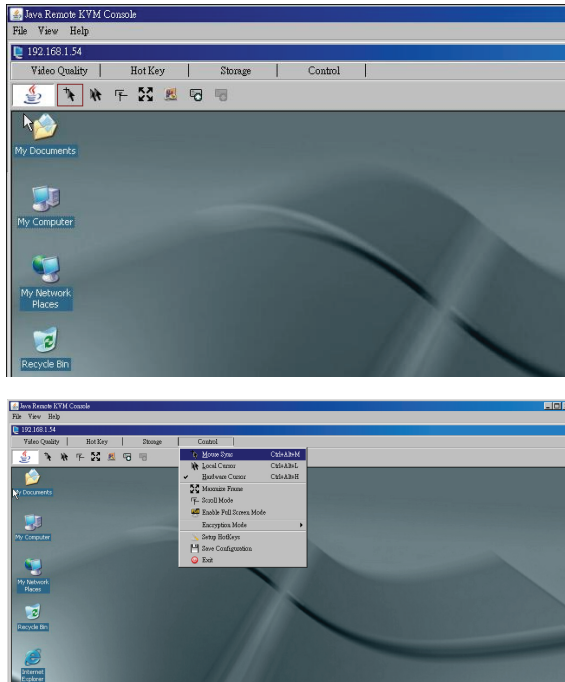 Java Remote KVM Console
File View Help
192.168.1.54
Video Quality Hot Key Storage Control
My Documents
My Computer
My Network
Places
Recycle Bin
Java Remote KVM Console
File View Help
192.168.1.54
Video Quality Hot Key Storage Control
Mouse Sync Ctrl+Alt+M
Local Cursor Ctrl+Alt+L
Hardware Cursor Ctrl+Alt+H
Maximize Frame
Scroll Mode
Enable Full Screen Mode
Encryption Mode
Setup HotKeys
Save Configuration
Exit
My Documents
My Computer
My Network
Places
Recycle Bin
Internet
Explorer